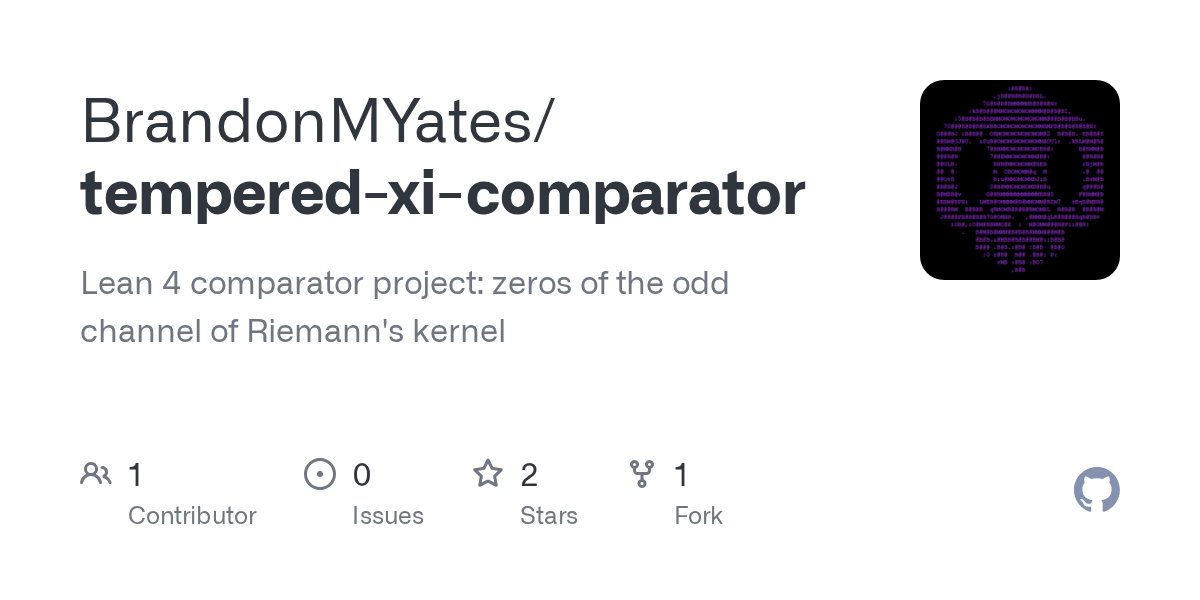 BrandonMYates/
tempered-xi-comparator
Lean 4 comparator project: zeros of the odd
channel of Riemann's kernel
1
Contributor
0
Issues
2
Stars
1
Fork